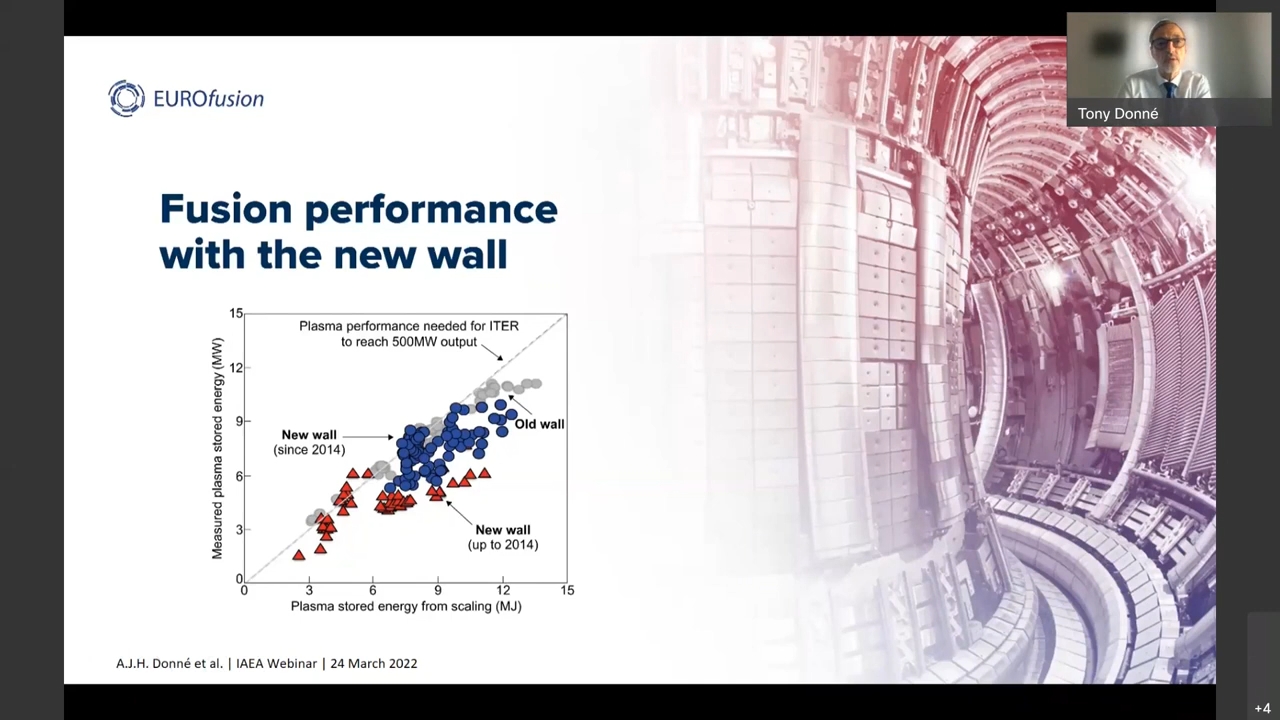 Tony Donné
EUROfusion
Fusion performance
with the new wall
15
12
9
6
3
0
Measured plasma stored energy (MW)
Plasma performance needed for ITER
to reach 500MW output
Old wall
New wall
(since 2014)
New wall
(up to 2014)
0
3
6
9
12
15
Plasma stored energy from scaling (MJ)
A.J.H. Donné et al. | IAEA Webinar | 24 March 2022
+4